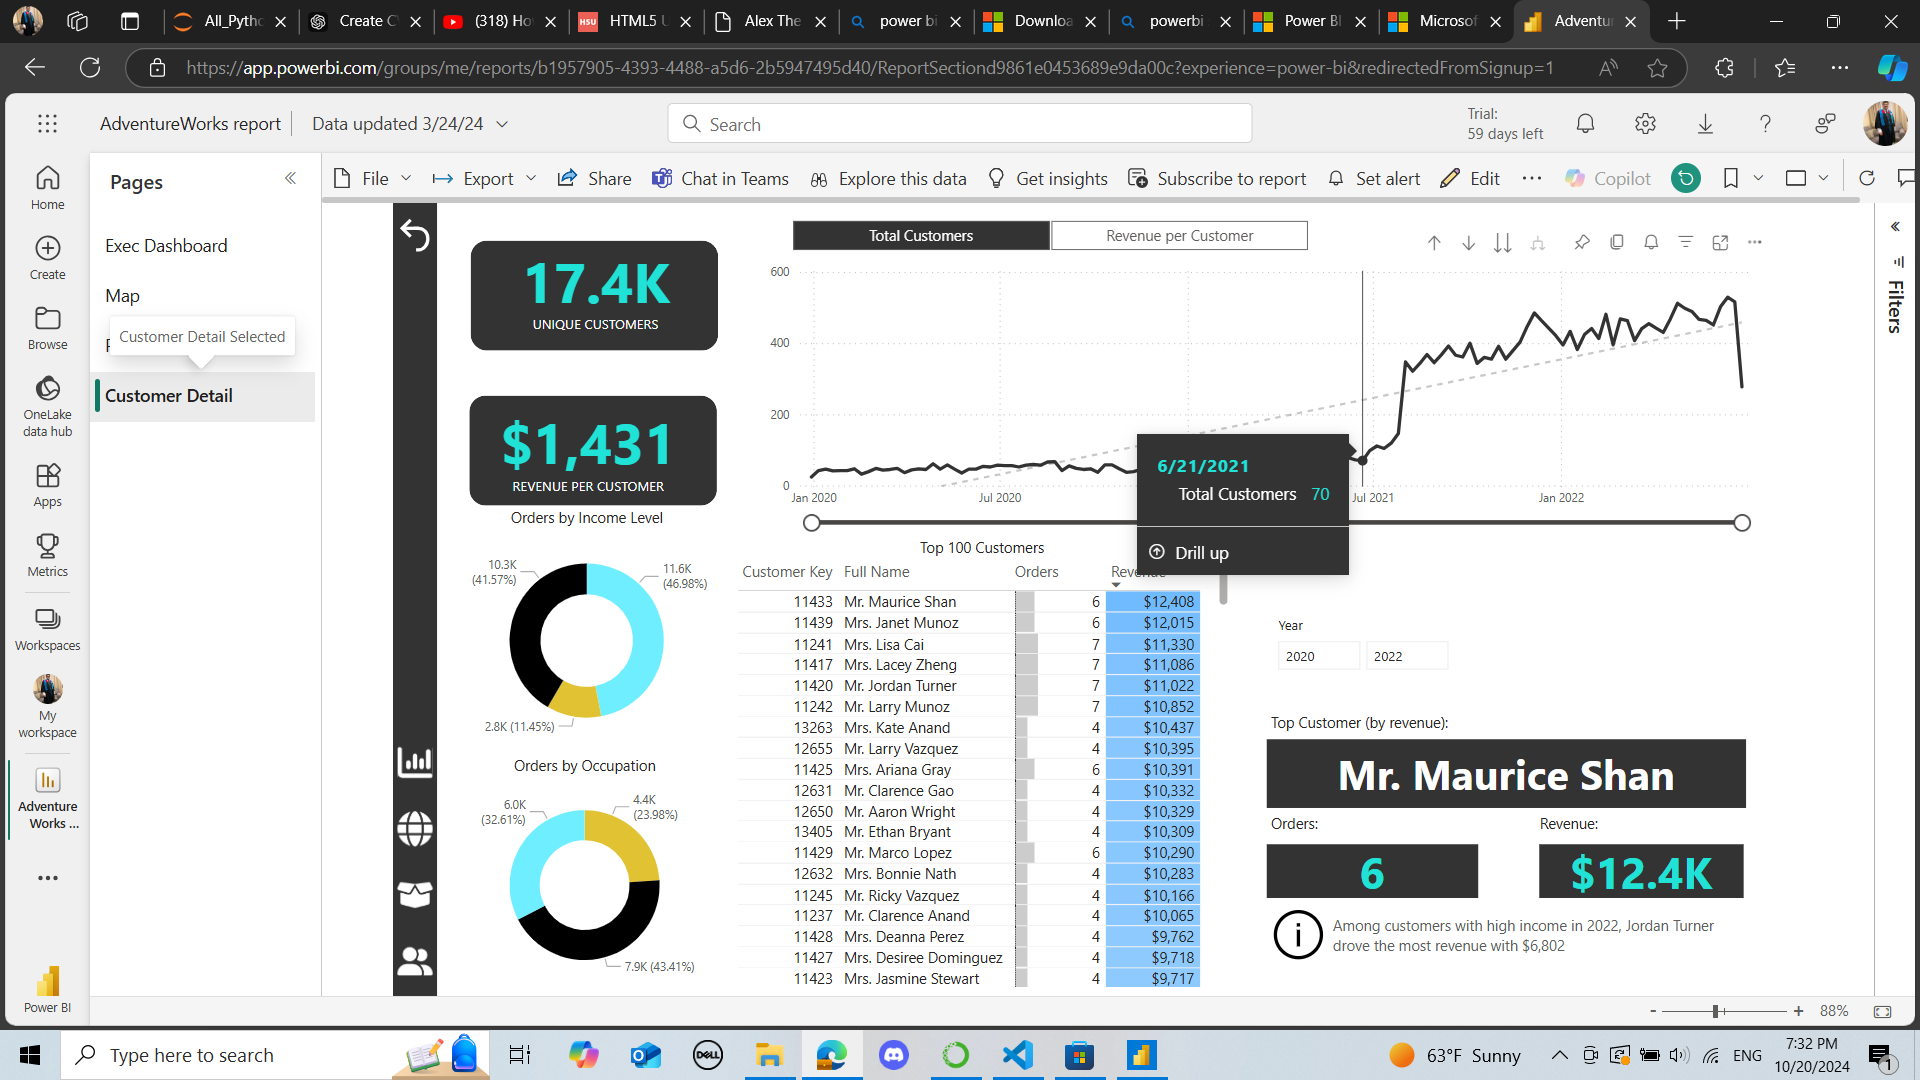 All_Pytho
Create C
(318) Ho
HSU
HTML5 U
Alex The
power bi
Downloa
powerbi
Power BI
Microsof
Adventur
https://app.powerbi.com/groups/me/reports/b1957905-4393-4488-a5d6-2b5947495d40/ReportSectiond9861e0453689e9da00c?experience=power-bi&redirectedFromSignup=1
AdventureWorks report
Data updated 3/24/24
Search
Trial:
59 days left
Home
Create
Browse
OneLake
data hub
Apps
Metrics
Workspaces
My
workspace
Adventure
Works ...
Power BI
Pages
Exec Dashboard
Map
Customer Detail Selected
Customer Detail
File
Export
Share
Chat in Teams
Explore this data
Get insights
Subscribe to report
Set alert
Edit
Copilot
Filters
17.4K
UNIQUE CUSTOMERS
$1,431
REVENUE PER CUSTOMER
Total Customers
Revenue per Customer
600
400
200
0
Jan 2020
Jul 2020
Jul 2021
Jan 2022
6/21/2021
Total Customers 70
Drill up
Orders by Income Level
10.3K
(41.57%)
11.6K
(46.98%)
2.8K (11.45%)
Orders by Occupation
6.0K
(32.61%)
4.4K
(23.98%)
7.9K (43.41%)
Top 100 Customers
Customer Key Full Name Orders Revenue
11433 Mr. Maurice Shan 6 $12,408
11439 Mrs. Janet Munoz 6 $12,015
11241 Mrs. Lisa Cai 7 $11,330
11417 Mrs. Lacey Zheng 7 $11,086
11420 Mr. Jordan Turner 7 $11,022
11242 Mr. Larry Munoz 7 $10,852
13263 Mrs. Kate Anand 4 $10,437
12655 Mr. Larry Vazquez 4 $10,395
11425 Mrs. Ariana Gray 6 $10,391
12631 Mr. Clarence Gao 4 $10,332
12650 Mr. Aaron Wright 4 $10,329
13405 Mr. Ethan Bryant 4 $10,309
11429 Mr. Marco Lopez 6 $10,290
12632 Mrs. Bonnie Nath 4 $10,283
11245 Mr. Ricky Vazquez 4 $10,166
11237 Mr. Clarence Anand 4 $10,065
11428 Mrs. Deanna Perez 4 $9,762
11427 Mrs. Desiree Dominguez 4 $9,718
11423 Mrs. Jasmine Stewart 4 $9,717
Year
2020
2022
Top Customer (by revenue):
Mr. Maurice Shan
Orders:
Revenue:
6
$12.4K
Among customers with high income in 2022, Jordan Turner
drove the most revenue with $6,802
- + 88%
Type here to search
DELL
63°F Sunny
ENG
7:32 PM
10/20/2024
1